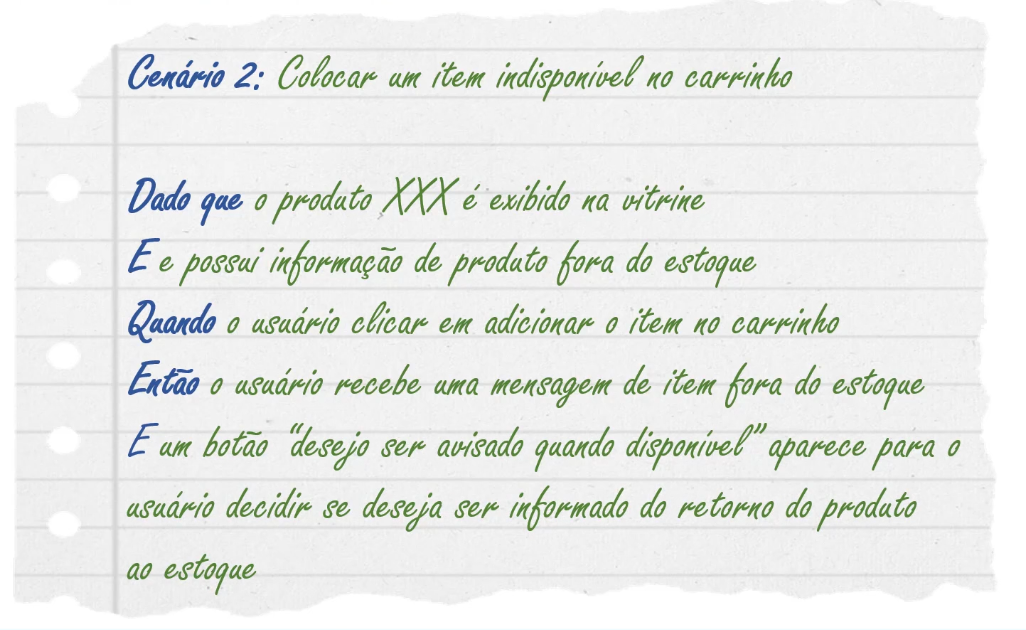 Cenário 2: Colocar um item indisponível no carrinho
Dado que o produto XXX é exibido na vitrine
E e possui informação de produto fora do estoque
Quando o usuário clicar em adicionar o item no carrinho
Então o usuário recebe uma mensagem de item fora do estoque
E um botão “desejo ser avisado quando disponível” aparece para o
usuário decidir se deseja ser informado do retorno do produto
ao estoque